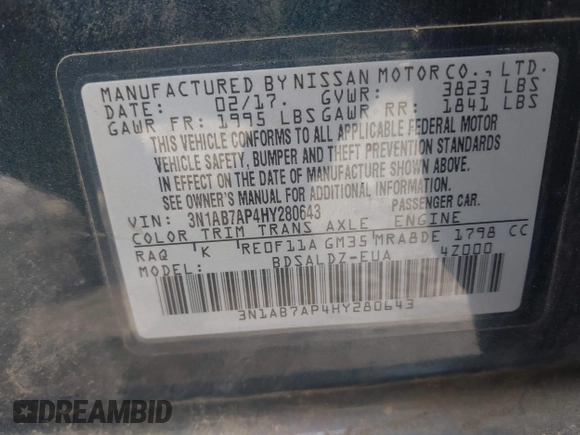 MANUFACTURED BY NISSAN MOTOR CO., LTD.
DATE: 02/17. GVWR: 3823 LBS
GAWR FR: 1995 LBS GAWR RR: 1841 LBS
THIS VEHICLE CONFORMS TO ALL APPLICABLE FEDERAL MOTOR
VEHICLE SAFETY, BUMPER AND THEFT PREVENTION STANDARDS
IN EFFECT ON THE DATE OF MANUFACTURE SHOWN ABOVE.
SEE OWNER'S MANUAL FOR ADDITIONAL INFORMATION.
VIN: 3N1AB7AP4HY280643 PASSENGER CAR.
COLOR TRIM TRANS AXLE ENGINE
RAQ K RE0F11A GM35 MRA8DE 1798 CC
MODEL: BDSALDZ-EUA 4Z000
3N1AB7AP4HY280643
DREAMBID